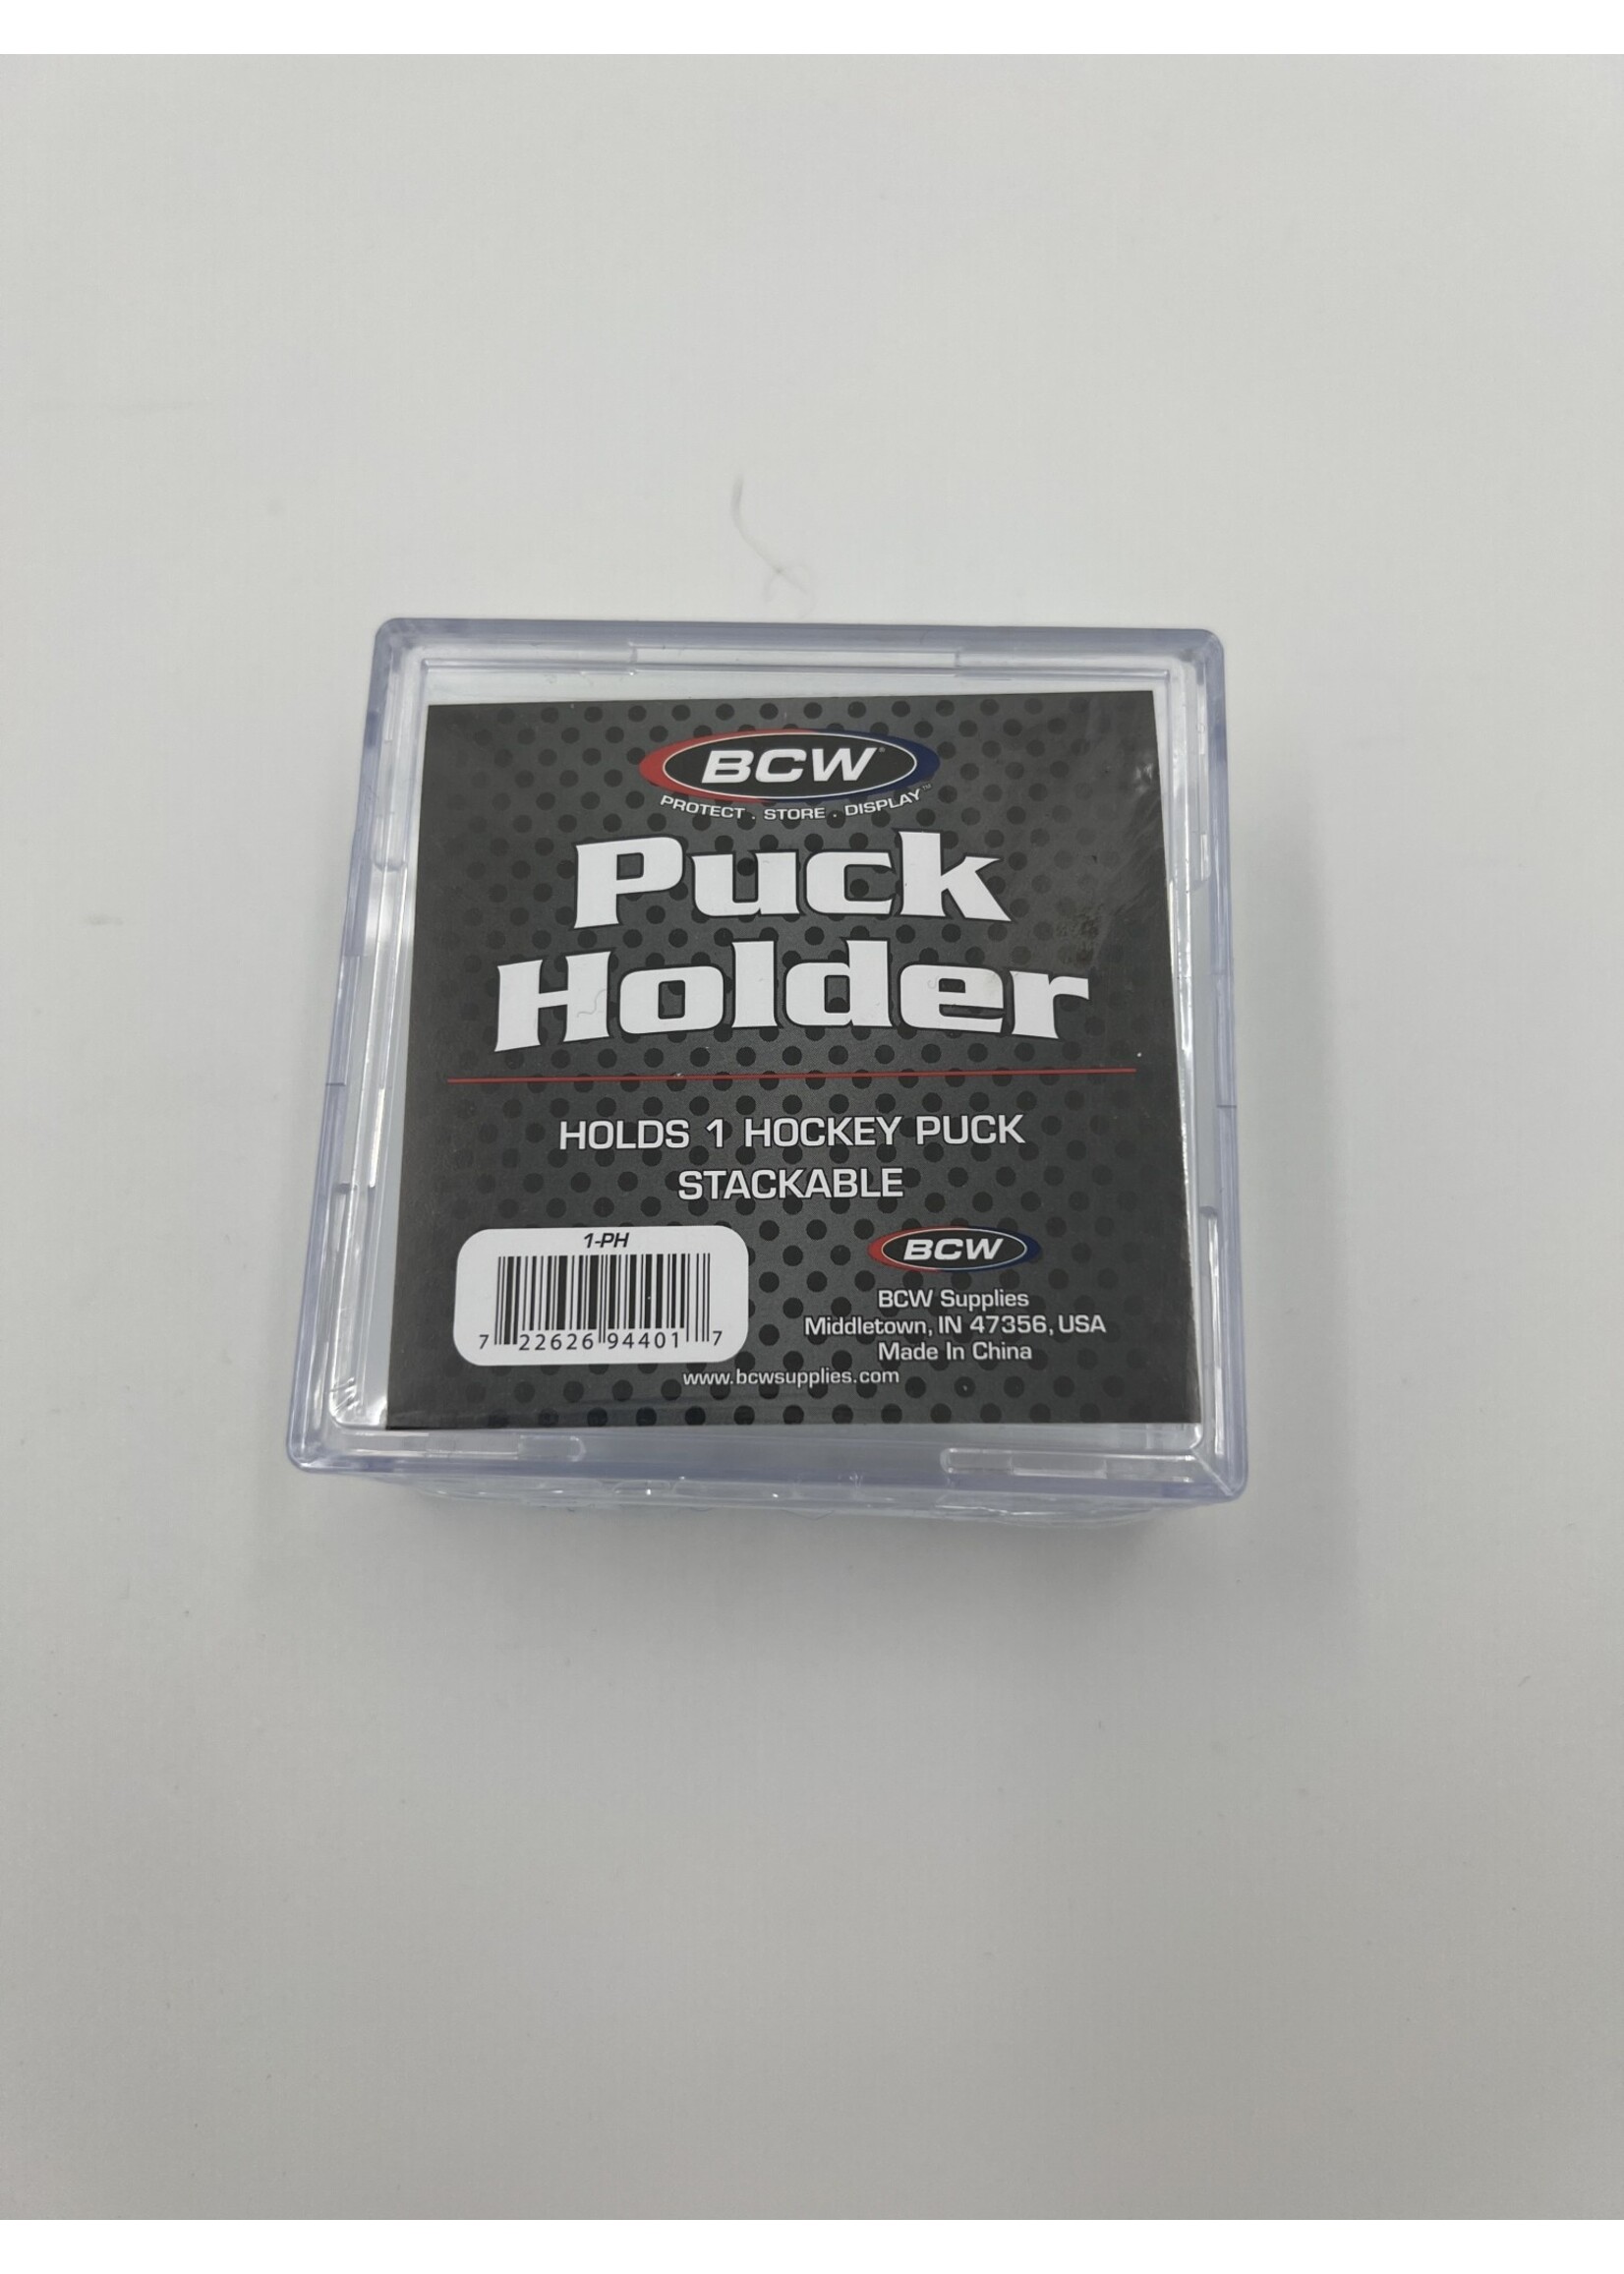 BCW®
PROTECT . STORE . DISPLAY™
Puck
Holder
HOLDS 1 HOCKEY PUCK
STACKABLE
1-PH
7 22626 94401 7
BCW
BCW Supplies
Middletown, IN 47356, USA
Made In China
www.bcwsupplies.com